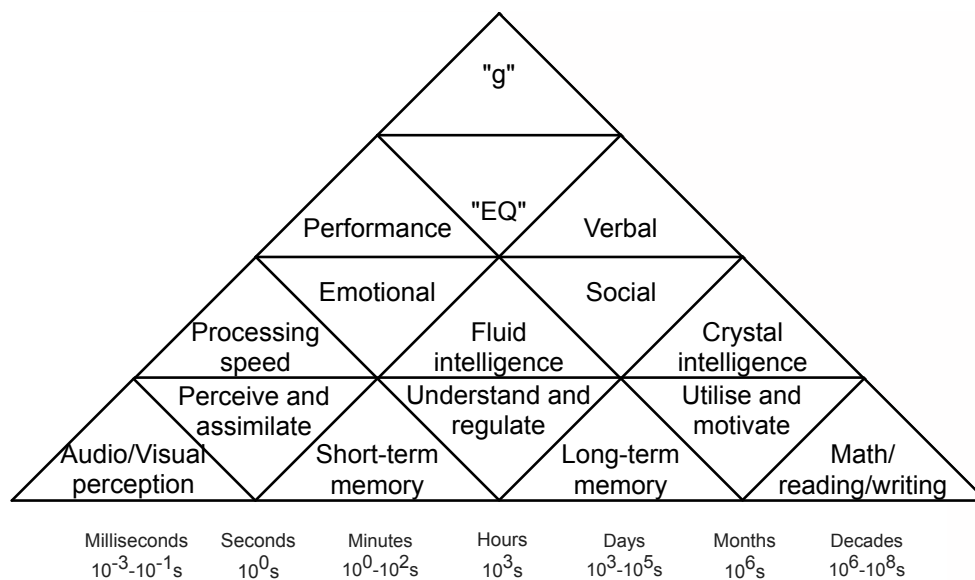 "g"
"EQ"
Performance
Verbal
Emotional
Social
Processing
speed
Fluid
intelligence
Crystal
intelligence
Perceive and
assimilate
Understand and
regulate
Utilise and
motivate
Audio/Visual
perception
Short-term
memory
Long-term
memory
Math/
reading/writing
Milliseconds
10⁻³-10⁻¹s
Seconds
10⁰s
Minutes
10⁰-10²s
Hours
10³s
Days
10³-10⁵s
Months
10⁶s
Decades
10⁶-10⁸s